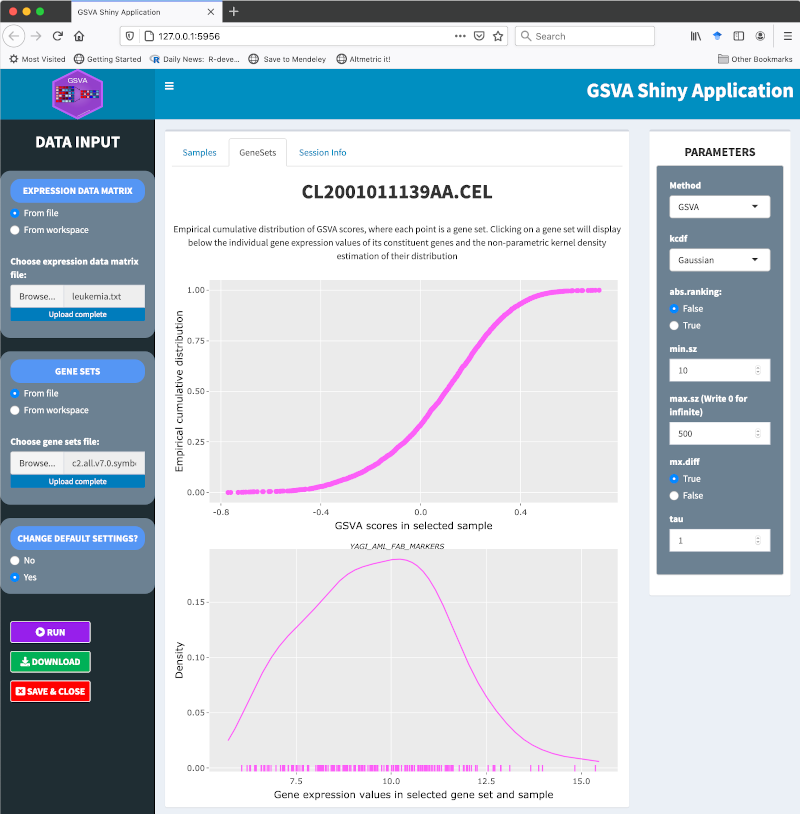 GSVA Shiny Application
127.0.0.1:5956
Search
Most Visited
Getting Started
Daily News: R-deve...
Save to Mendeley
Altmetric it!
Other Bookmarks
GSVA
GSVA Shiny Application
DATA INPUT
EXPRESSION DATA MATRIX
From file
From workspace
Choose expression data matrix
file:
Browse...
leukemia.txt
Upload complete
GENE SETS
From file
From workspace
Choose gene sets file:
Browse...
c2.all.v7.0.symb
Upload complete
CHANGE DEFAULT SETTINGS?
No
Yes
RUN
DOWNLOAD
SAVE & CLOSE
Samples
GeneSets
Session Info
CL2001011139AA.CEL
Empirical cumulative distribution of GSVA scores, where each point is a gene set. Clicking on a gene set will display
below the individual gene expression values of its constituent genes and the non-parametric kernel density
estimation of their distribution
Empirical cumulative distribution
1.00
0.75
0.50
0.25
0.00
-0.8
-0.4
0.0
0.4
GSVA scores in selected sample
YAGI_AML_FAB_MARKERS
Density
0.15
0.10
0.05
0.00
7.5
10.0
12.5
15.0
Gene expression values in selected gene set and sample
PARAMETERS
Method
GSVA
kcdf
Gaussian
abs.ranking:
False
True
min.sz
10
max.sz (Write 0 for
infinite)
500
mx.diff
True
False
tau
1